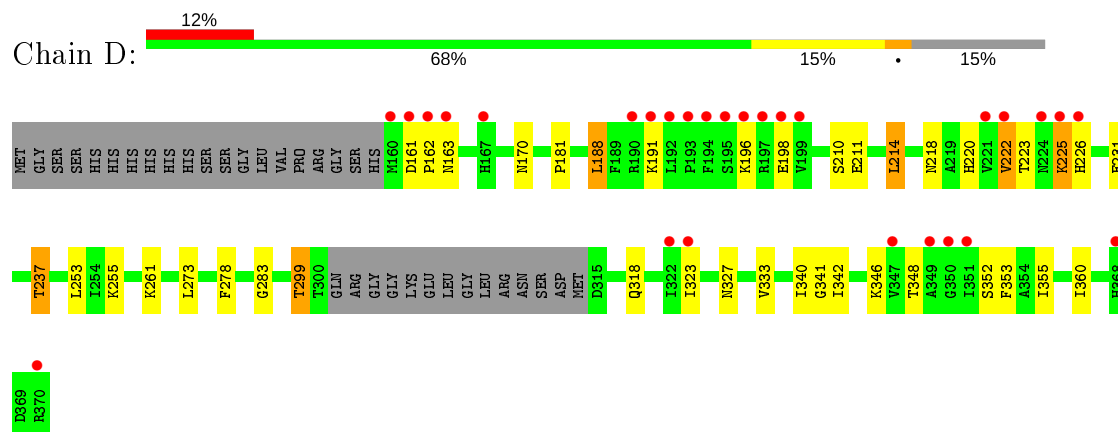 12%
Chain D:
68% 15% • 15%
MET GLY SER SER HIS HIS HIS HIS HIS HIS SER SER GLY LEU VAL PRO ARG GLY SER HIS M160 D161 P162 N163 H167 N170 P181 L188 F189 R190 K191 L192 P193 F194 S195 K196 R197 E198 V199 S210 E211 L214 N218 A219 H220 V221 V222 T223 N224 K225 H226
T237 L253 I254 K255 K261 L273 F278 G283 T299 T300 GLN ARG GLY GLY LYS GLU LEU GLY LEU ARG ASN SER ASP MET D315 Q318 I322 I323 N327 V333 I340 G341 I342 K346 V347 T348 A349 G350 I351 S352 F353 A354 I355 I360 H368
D369 R370